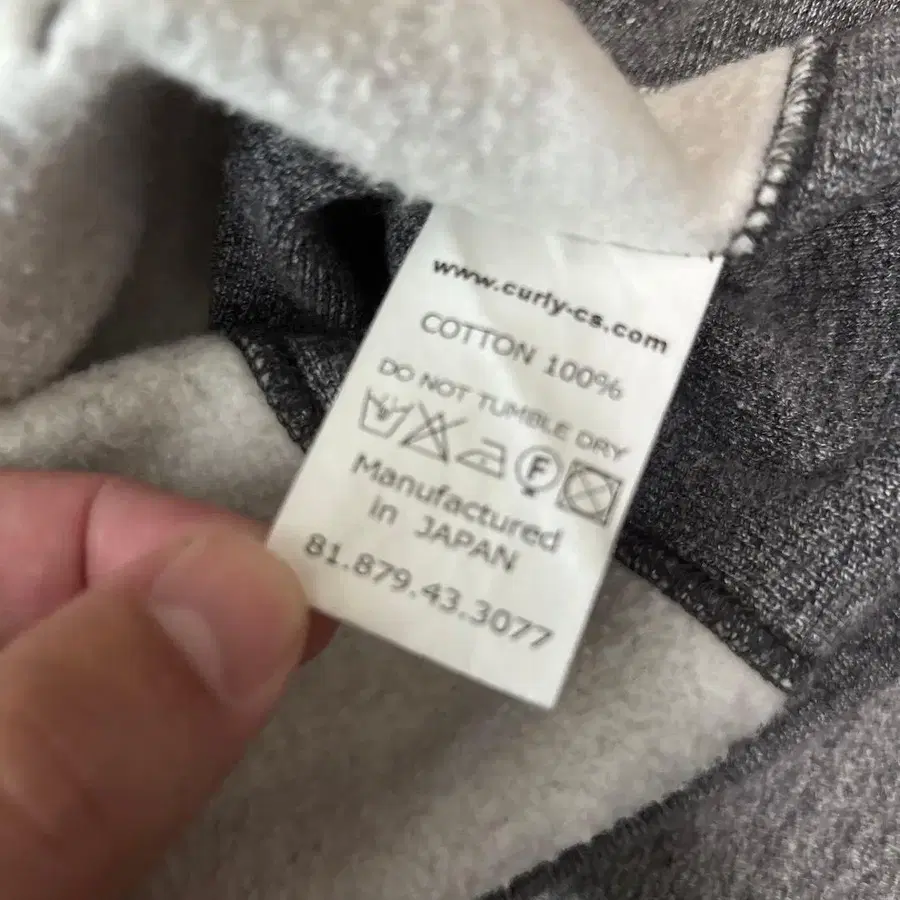 www.curly-cs.com
COTTON 100%
DO NOT TUMBLE DRY
F
Manufactured
in JAPAN
81.879.43.3077